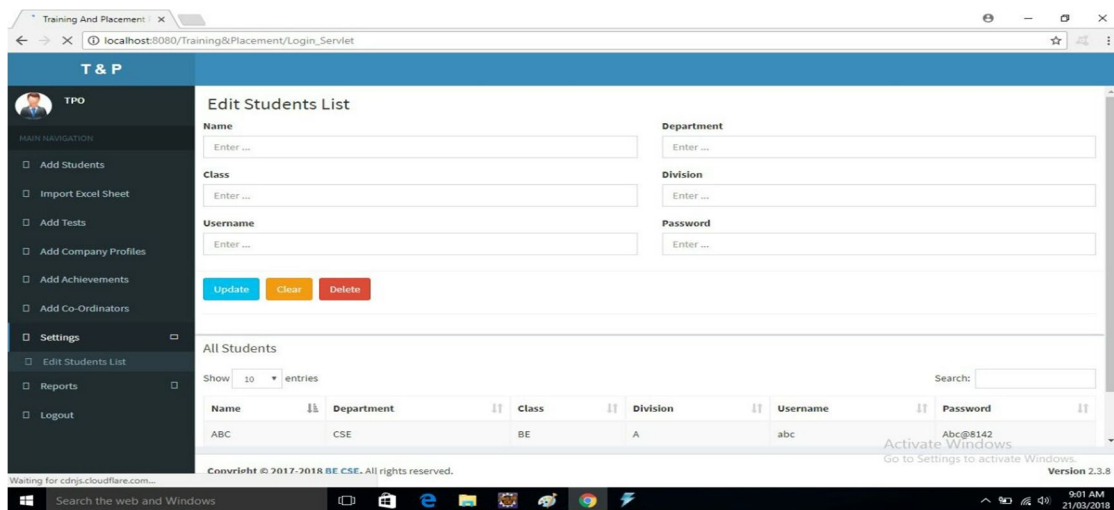 Training And Placement
localhost:8080/Training&Placement/Login_Servlet
T & P
TPO
MAIN NAVIGATION
Add Students
Import Excel Sheet
Add Tests
Add Company Profiles
Add Achievements
Add Co-Ordinators
Settings
Edit Students List
Reports
Logout
Edit Students List
Name Department
Enter ... Enter ...
Class Division
Enter ... Enter ...
Username Password
Enter ... Enter ...
Update Clear Delete
All Students
Show 10 entries Search:
Name Department Class Division Username Password
ABC CSE BE A abc Abc@8142
Activate Windows
Go to Settings to activate Windows.
Copyright © 2017-2018 BE CSE. All rights reserved. Version 2.3.8
Waiting for cdnjs.cloudflare.com...
Search the web and Windows
9:01 AM
21/03/2018